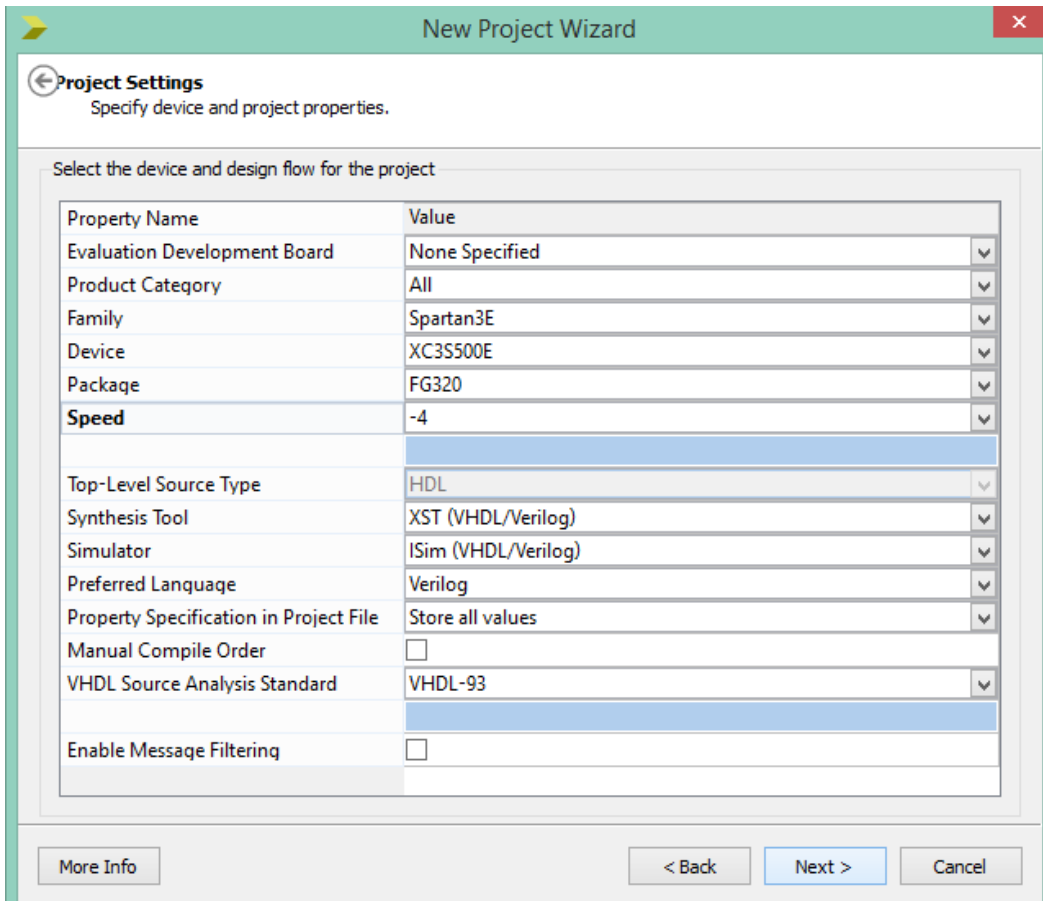 New Project Wizard
Project Settings
Specify device and project properties.
Select the device and design flow for the project
Property Name Value
Evaluation Development Board None Specified
Product Category All
Family Spartan3E
Device XC3S500E
Package FG320
Speed -4
Top-Level Source Type HDL
Synthesis Tool XST (VHDL/Verilog)
Simulator ISim (VHDL/Verilog)
Preferred Language Verilog
Property Specification in Project File Store all values
Manual Compile Order
VHDL Source Analysis Standard VHDL-93
Enable Message Filtering
More Info < Back Next > Cancel